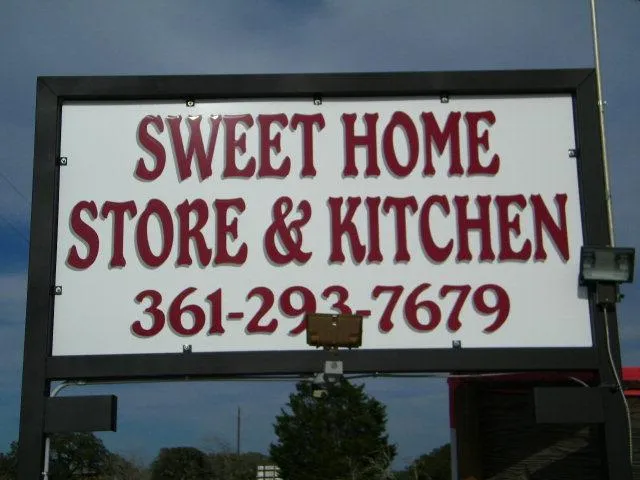 SWEET HOME
STORE & KITCHEN
361-293-7679